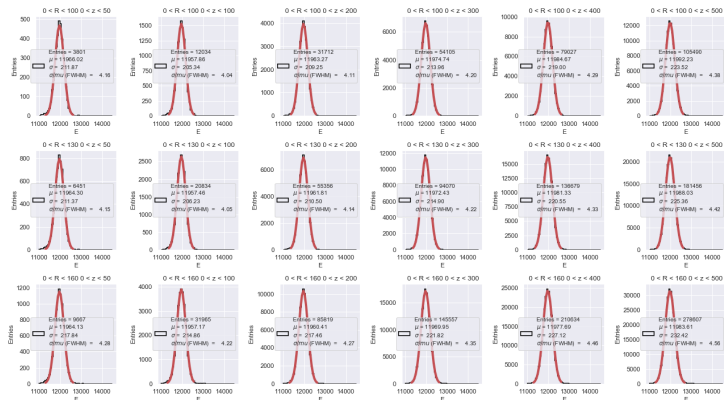 0 < R < 100 0 < z < 50
0 < R < 100 0 < z < 100
0 < R < 100 0 < z < 200
0 < R < 100 0 < z < 300
0 < R < 100 0 < z < 400
0 < R < 100 0 < z < 500
Entries = 3801
μ = 11966.02
σ = 211.87
d/mu (FWHM) = 4.16
Entries = 12034
μ = 11957.86
σ = 205.34
d/mu (FWHM) = 4.04
Entries = 31712
μ = 11963.27
σ = 209.25
d/mu (FWHM) = 4.11
Entries = 54105
μ = 11974.74
σ = 213.96
d/mu (FWHM) = 4.20
Entries = 79027
μ = 11984.67
σ = 219.00
d/mu (FWHM) = 4.29
Entries = 105490
μ = 11992.23
σ = 223.52
d/mu (FWHM) = 4.38
0 < R < 130 0 < z < 50
0 < R < 130 0 < z < 100
0 < R < 130 0 < z < 200
0 < R < 130 0 < z < 300
0 < R < 130 0 < z < 400
0 < R < 130 0 < z < 500
Entries = 6451
μ = 11964.30
σ = 211.37
d/mu (FWHM) = 4.15
Entries = 20834
μ = 11957.46
σ = 206.23
d/mu (FWHM) = 4.05
Entries = 55356
μ = 11961.81
σ = 210.50
d/mu (FWHM) = 4.14
Entries = 94070
μ = 11972.43
σ = 214.90
d/mu (FWHM) = 4.22
Entries = 136679
μ = 11981.33
σ = 220.55
d/mu (FWHM) = 4.33
Entries = 181458
μ = 11988.03
σ = 225.36
d/mu (FWHM) = 4.42
0 < R < 160 0 < z < 50
0 < R < 160 0 < z < 100
0 < R < 160 0 < z < 200
0 < R < 160 0 < z < 300
0 < R < 160 0 < z < 400
0 < R < 160 0 < z < 500
Entries = 9667
μ = 11964.13
σ = 217.84
d/mu (FWHM) = 4.28
Entries = 31965
μ = 11957.17
σ = 214.86
d/mu (FWHM) = 4.22
Entries = 85819
μ = 11960.41
σ = 217.46
d/mu (FWHM) = 4.27
Entries = 145557
μ = 11969.95
σ = 221.82
d/mu (FWHM) = 4.35
Entries = 210634
μ = 11977.69
σ = 227.12
d/mu (FWHM) = 4.46
Entries = 278607
μ = 11983.61
σ = 232.42
d/mu (FWHM) = 4.56